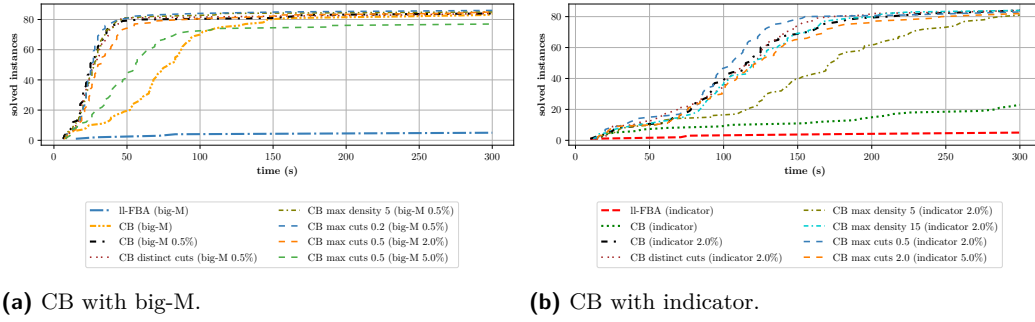 80
60
40
20
0
solved instances
0
50
100
150
200
250
300
time (s)
ll-FBA (big-M)
CB (big-M)
CB (big-M 0.5%)
CB distinct cuts (big-M 0.5%)
CB max density 5 (big-M 0.5%)
CB max cuts 0.2 (big-M 0.5%)
CB max cuts 0.5 (big-M 2.0%)
CB max cuts 0.5 (big-M 5.0%)
(a) CB with big-M.
80
60
40
20
0
solved instances
0
50
100
150
200
250
300
time (s)
ll-FBA (indicator)
CB (indicator)
CB (indicator 2.0%)
CB distinct cuts (indicator 2.0%)
CB max density 5 (indicator 2.0%)
CB max density 15 (indicator 2.0%)
CB max cuts 0.5 (indicator 2.0%)
CB max cuts 2.0 (indicator 5.0%)
(b) CB with indicator.